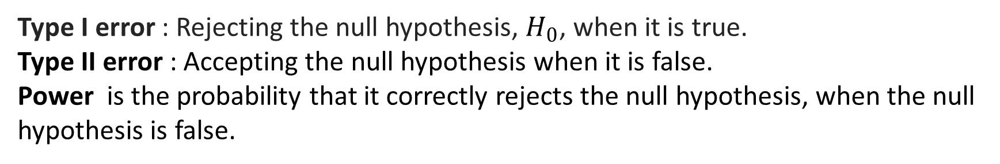 Type I error : Rejecting the null hypothesis, H₀, when it is true.
Type II error : Accepting the null hypothesis when it is false.
Power is the probability that it correctly rejects the null hypothesis, when the null
hypothesis is false.